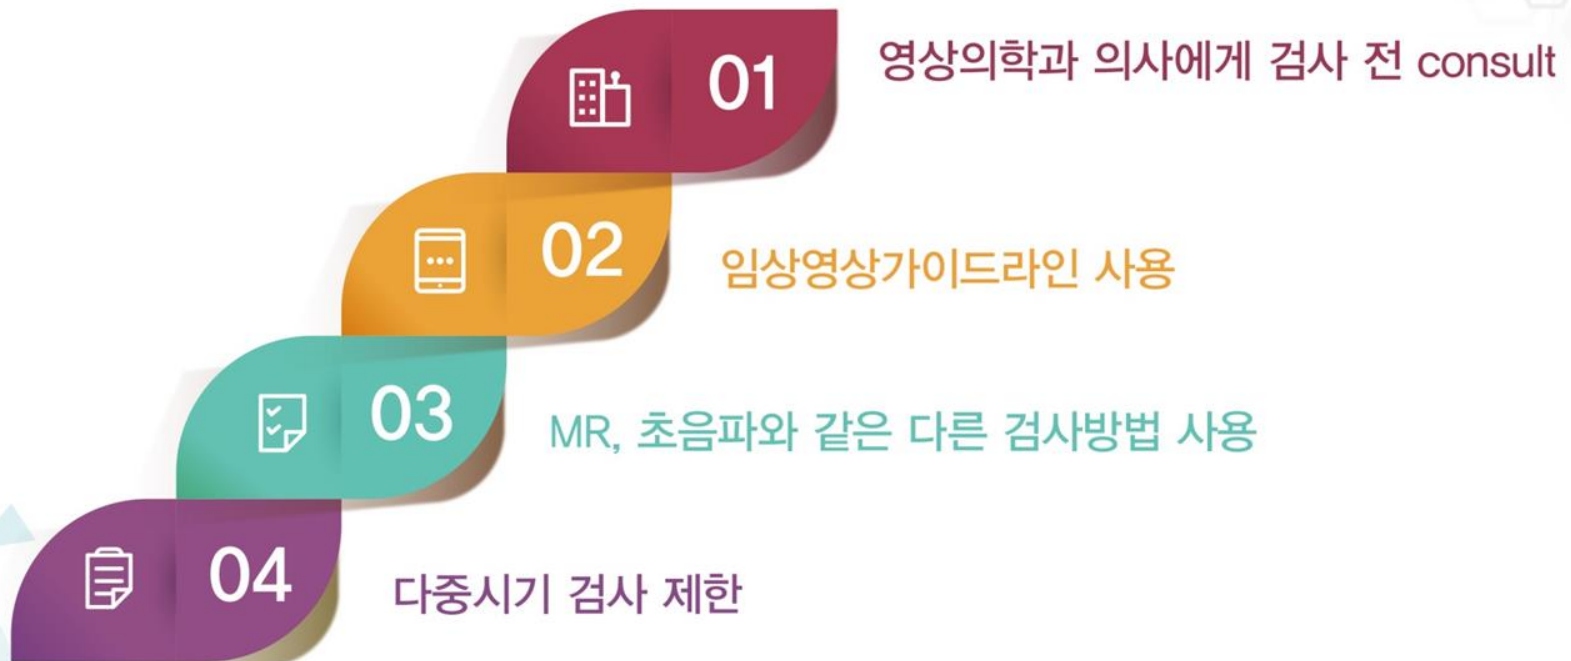 01 영상의학과 의사에게 검사 전 consult
02 임상영상가이드라인 사용
03 MR, 초음파와 같은 다른 검사방법 사용
04 다중시기 검사 제한